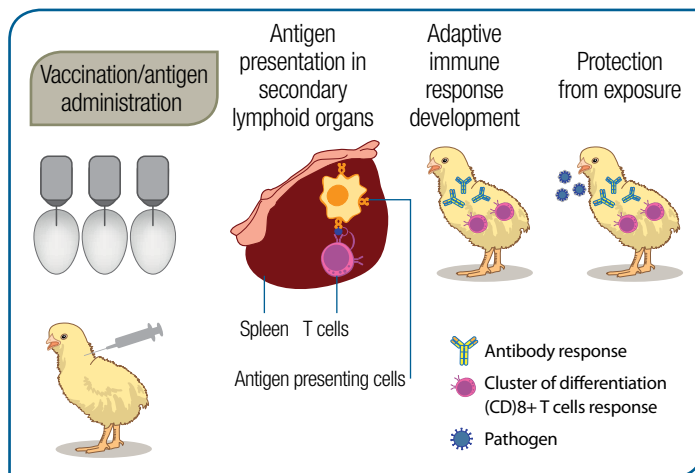 Vaccination/antigen
administration
Antigen
presentation in
secondary
lymphoid organs
Adaptive
immune
response
development
Protection
from exposure
Spleen
T cells
Antigen presenting cells
Antibody response
Cluster of differentiation
(CD)8+ T cells response
Pathogen